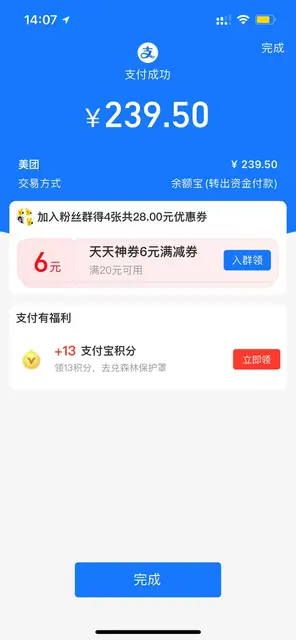 14:07
完成
支
支付成功
¥239.50
美团
¥ 239.50
交易方式
余额宝(转出资金付款)
加入粉丝群得4张共28.00元优惠券
6元
天天神券6元满减券
满20元可用
入群领
支付有福利
+13 支付宝积分
领13积分，去兑森林保护罩
立即领
完成